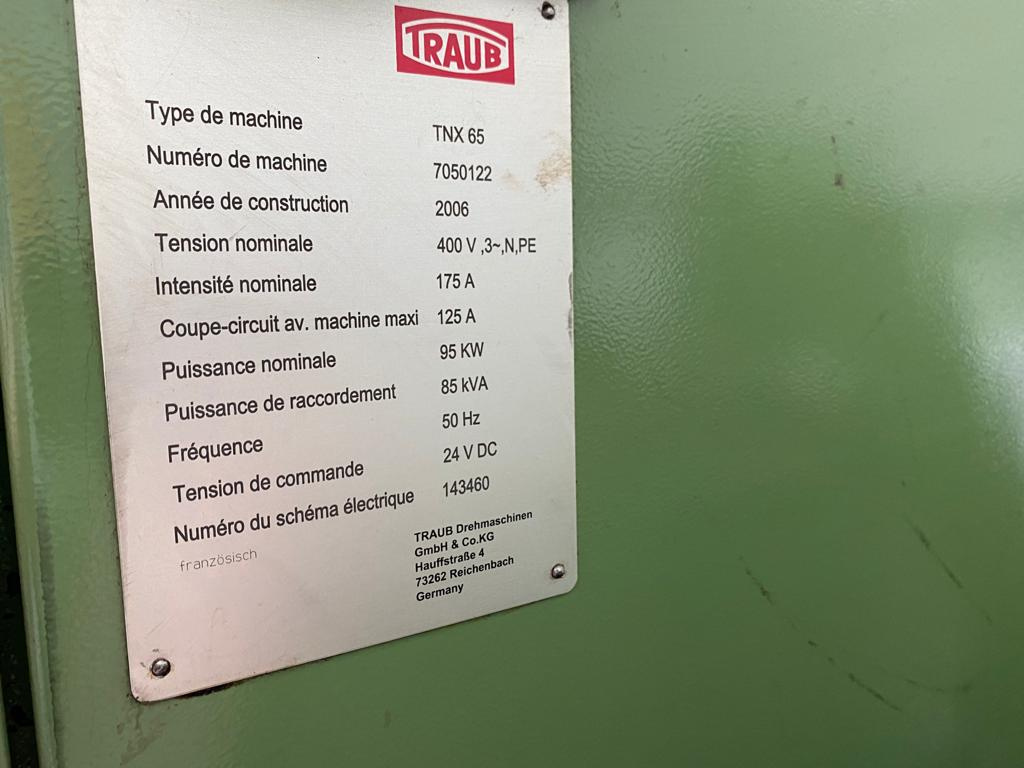 TRAUB
Type de machine TNX 65
Numéro de machine 7050122
Année de construction 2006
Tension nominale 400 V ,3~,N,PE
Intensité nominale 175 A
Coupe-circuit av. machine maxi 125 A
Puissance nominale 95 KW
Puissance de raccordement 85 kVA
Fréquence 50 Hz
Tension de commande 24 V DC
Numéro du schéma électrique 143460
französisch
TRAUB Drehmaschinen
GmbH & Co.KG
Hauffstraße 4
73262 Reichenbach
Germany